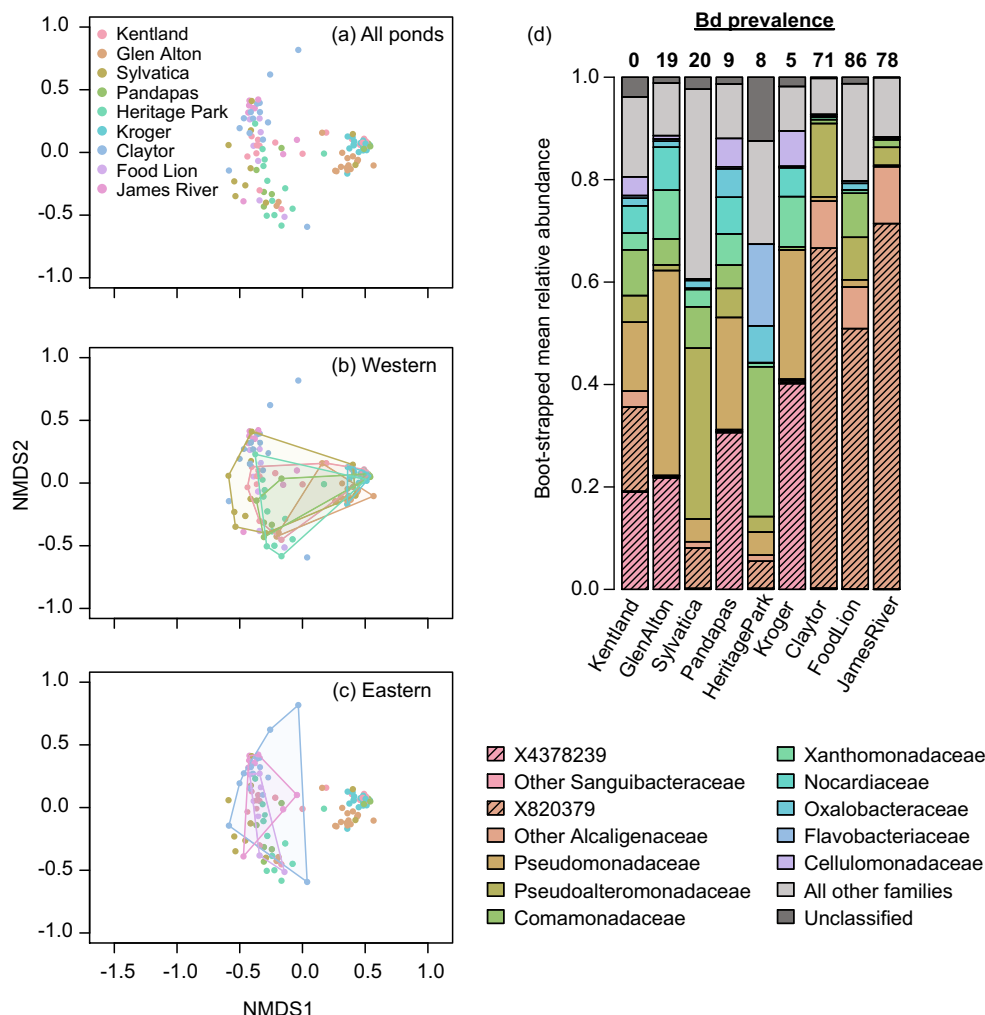 (a) All ponds
Kentland
Glen Alton
Sylvatica
Pandapas
Heritage Park
Kroger
Claytor
Food Lion
James River
1.0
0.5
0.0
-0.5
-1.0
(b) Western
1.0
0.5
0.0
-0.5
-1.0
NMDS2
(c) Eastern
1.0
0.5
0.0
-0.5
-1.0
-1.5 -1.0 -0.5 0.0 0.5 1.0
NMDS1
(d)
Bd prevalence
0 19 20 9 8 5 71 86 78
Boot-strapped mean relative abundance
1.0
0.8
0.6
0.4
0.2
0.0
Kentland
GlenAlton
Sylvatica
Pandapas
HeritagePark
Kroger
Claytor
FoodLion
JamesRiver
X4378239
Other Sanguibacteraceae
X820379
Other Alcaligenaceae
Pseudomonadaceae
Pseudoalteromonadaceae
Comamonadaceae
Xanthomonadaceae
Nocardiaceae
Oxalobacteraceae
Flavobacteriaceae
Cellulomonadaceae
All other families
Unclassified